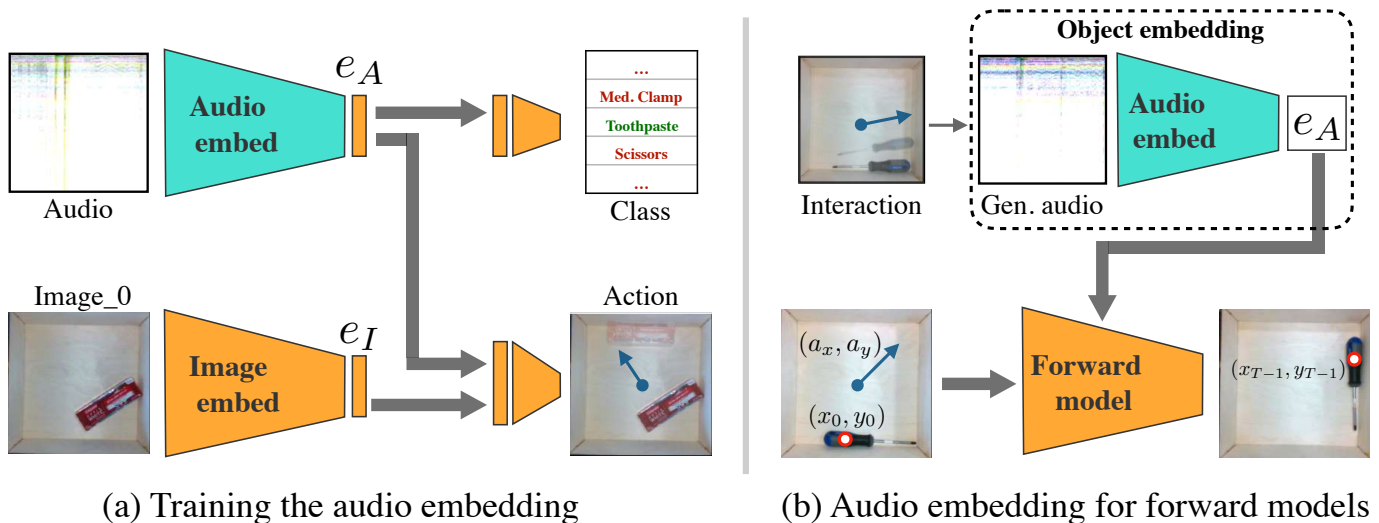 Audio
embed
e_A
...
Med. Clamp
Toothpaste
Scissors
...
Audio
Class
Image_0
Image
embed
e_I
Action
(a) Training the audio embedding
Object embedding
Interaction
Gen. audio
Audio
embed
e_A
(a_x, a_y)
(x_0, y_0)
Forward
model
(x_{T-1}, y_{T-1})
(b) Audio embedding for forward models